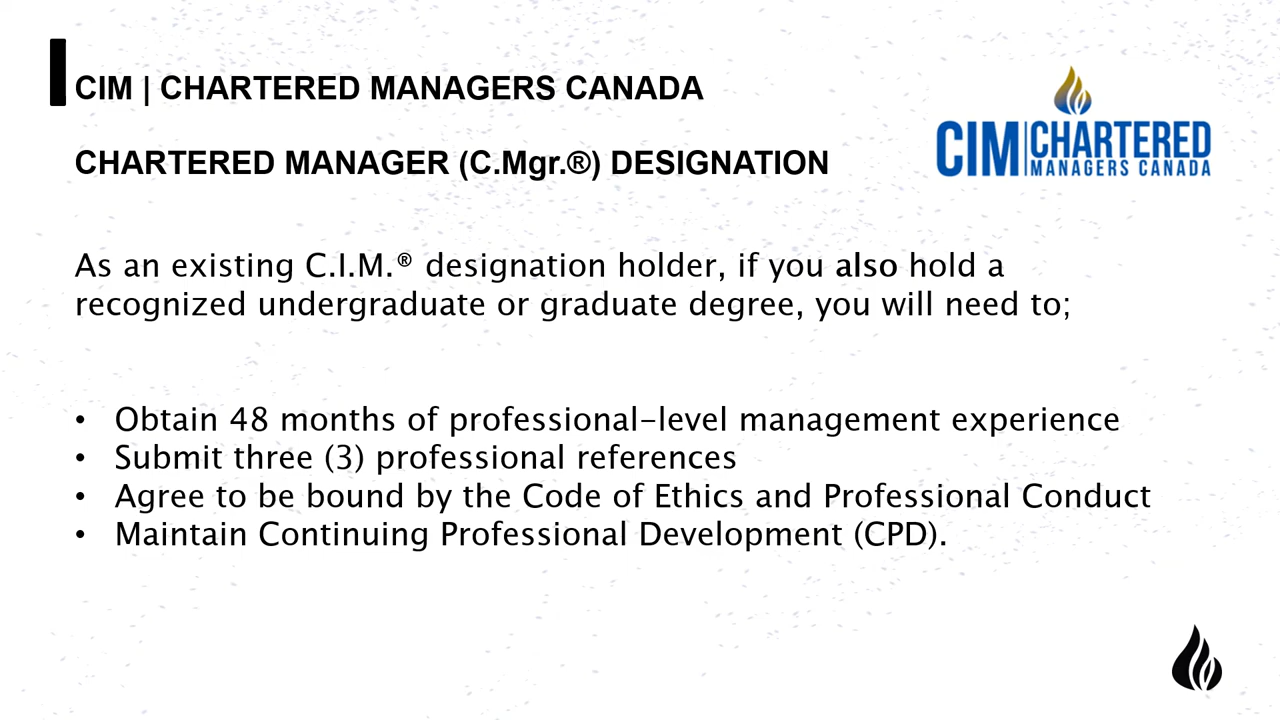 CIM | CHARTERED MANAGERS CANADA
CIM CHARTERED
MANAGERS CANADA
CHARTERED MANAGER (C.Mgr.®) DESIGNATION
As an existing C.I.M.® designation holder, if you also hold a
recognized undergraduate or graduate degree, you will need to;
• Obtain 48 months of professional-level management experience
• Submit three (3) professional references
• Agree to be bound by the Code of Ethics and Professional Conduct
• Maintain Continuing Professional Development (CPD).